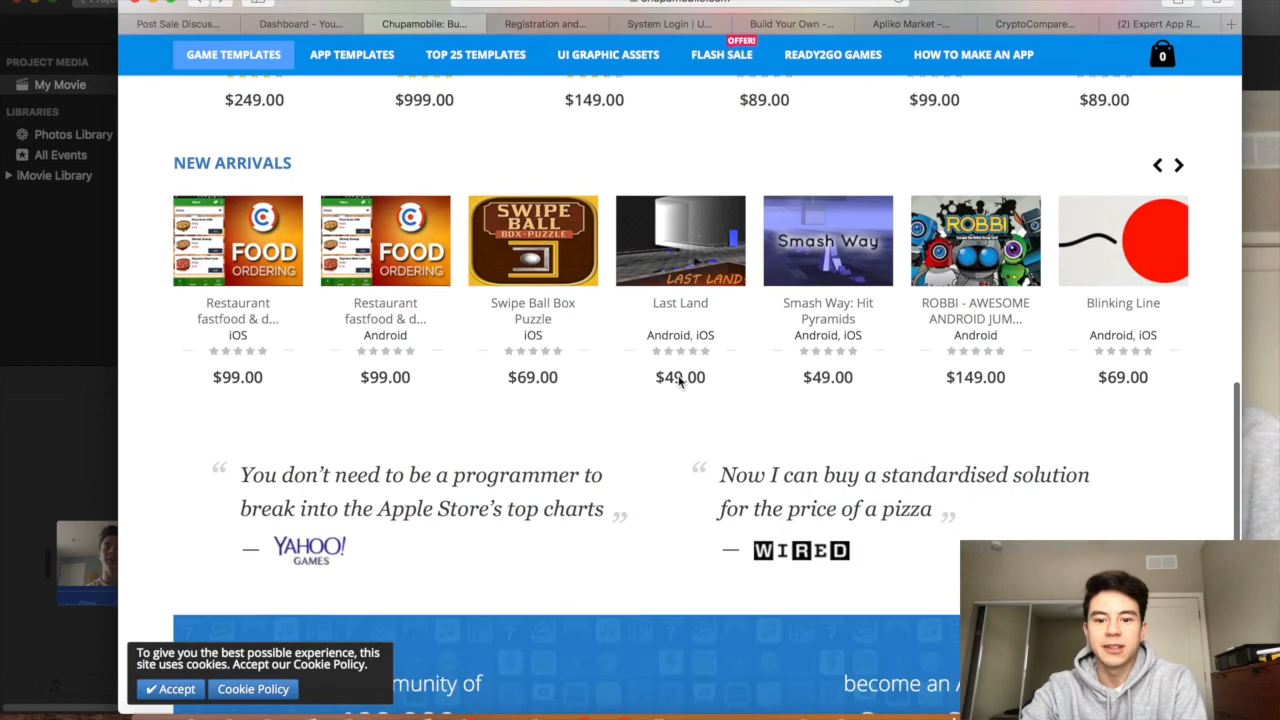 chupamobile.com
Post Sale Discus...
Dashboard - You...
Chupamobile: Bu...
Registration and...
System Login | U...
Build Your Own -...
Apliko Market –...
CryptoCompare...
(2) Expert App R...
PROJECT MEDIA
My Movie
LIBRARIES
Photos Library
All Events
iMovie Library
OFFER!
GAME TEMPLATES
APP TEMPLATES
TOP 25 TEMPLATES
UI GRAPHIC ASSETS
FLASH SALE
READY2GO GAMES
HOW TO MAKE AN APP
0
$249.00
$999.00
$149.00
$89.00
$99.00
$89.00
NEW ARRIVALS
FOOD
ORDERING
Restaurant
fastfood & d...
iOS
$99.00
FOOD
ORDERING
Restaurant
fastfood & d...
Android
$99.00
SWIPE
BALL
BOX-PUZZLE
Swipe Ball Box
Puzzle
iOS
$69.00
LAST LAND
Last Land
Android, iOS
$49.00
Smash Way
Smash Way: Hit
Pyramids
Android, iOS
$49.00
ROBBI
ROBBI - AWESOME
ANDROID JUM...
Android
$149.00
Blinking Line
Android, iOS
$69.00
“ You don’t need to be a programmer to
break into the Apple Store’s top charts ”
— YAHOO!
GAMES
“ Now I can buy a standardised solution
for the price of a pizza ”
— WIRED
To give you the best possible experience, this
site uses cookies. Accept our Cookie Policy.
✔ Accept
Cookie Policy
munity of
become an A